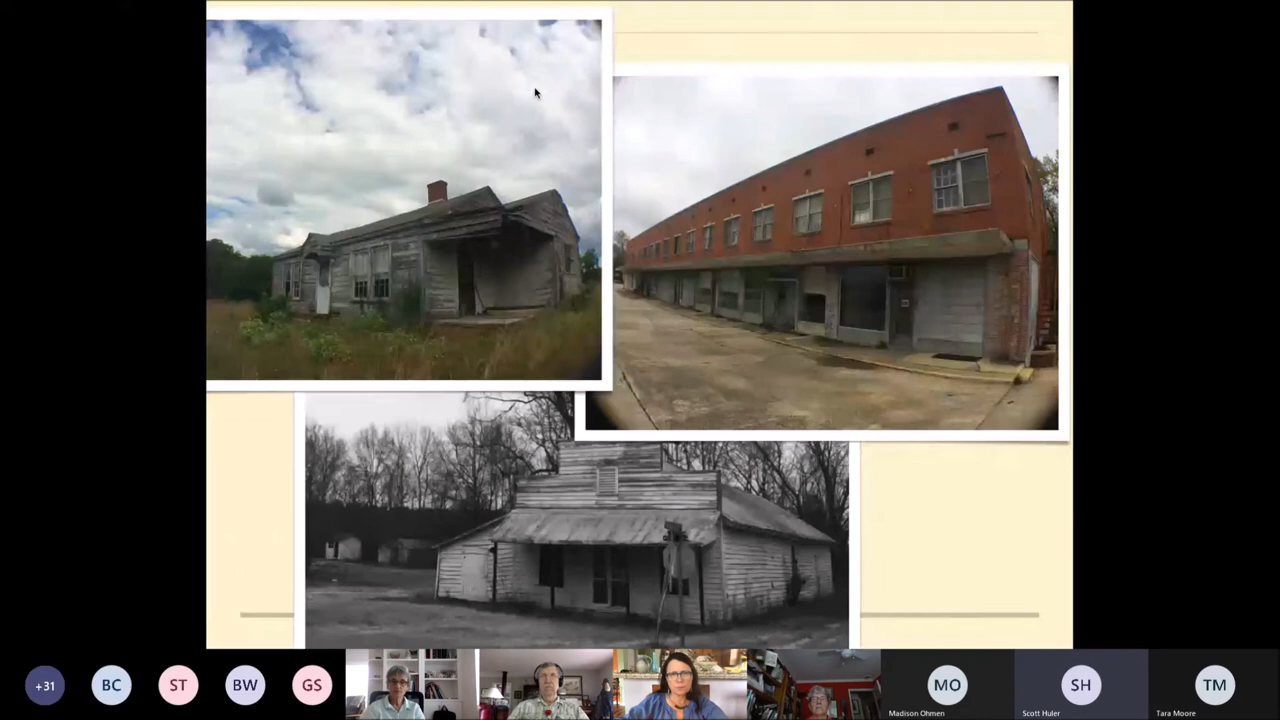 +31
BC
ST
BW
GS
MO
Madison Ohmen
SH
Scott Huler
TM
Tara Moore